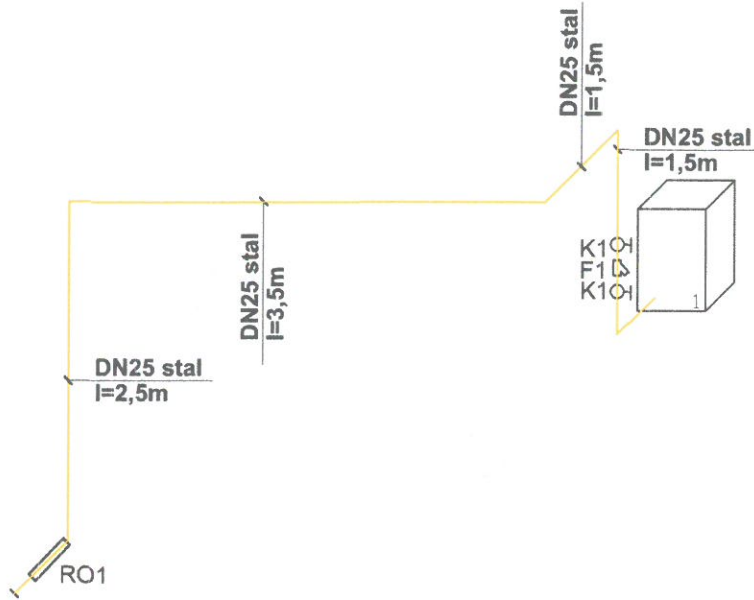 DN25 stal
l=1,5m
DN25 stal
l=1,5m
K1
F1
K1
1
DN25 stal
l=3,5m
DN25 stal
l=2,5m
RO1